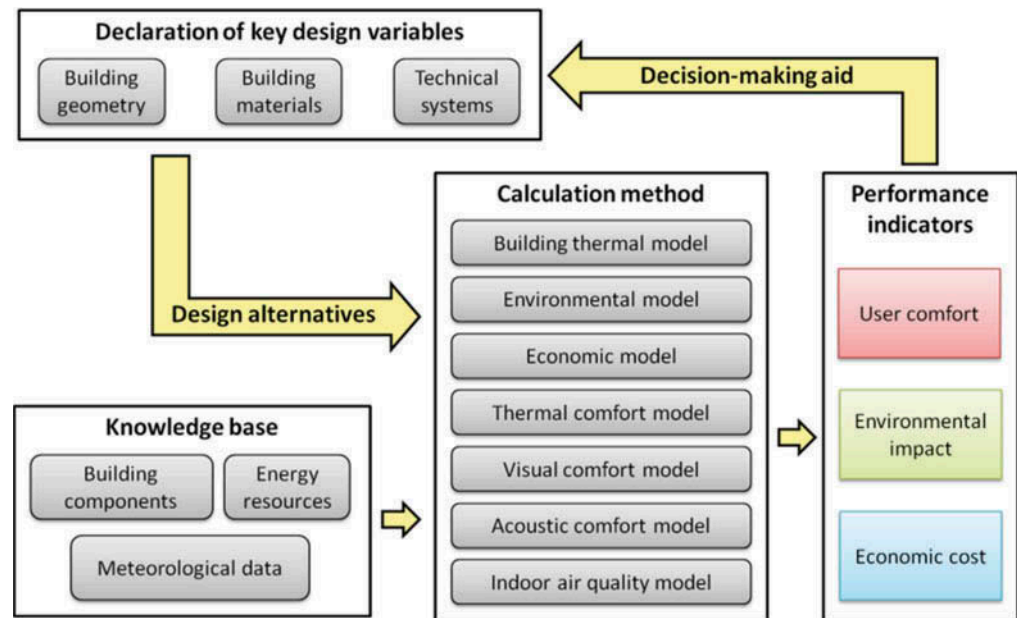 Declaration of key design variables
Building
geometry
Building
materials
Technical
systems
Decision-making aid
Design alternatives
Knowledge base
Building
components
Energy
resources
Meteorological data
Calculation method
Building thermal model
Environmental model
Economic model
Thermal comfort model
Visual comfort model
Acoustic comfort model
Indoor air quality model
Performance
indicators
User comfort
Environmental
impact
Economic cost